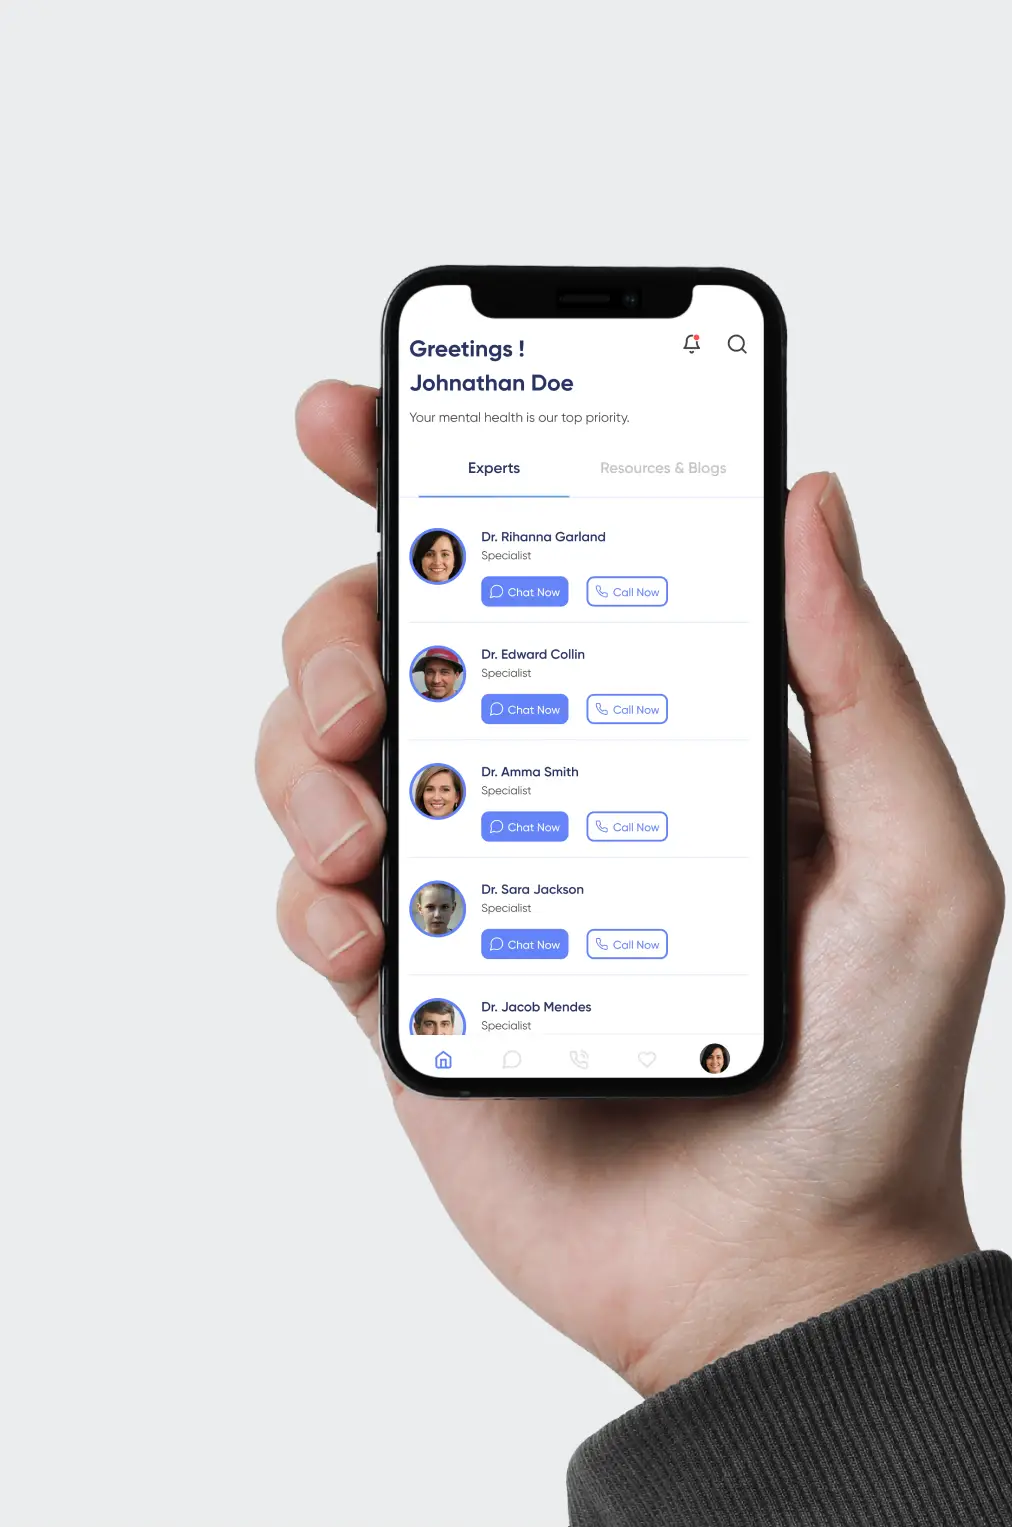 Greetings !
Johnathan Doe
Your mental health is our top priority.
Experts
Resources & Blogs
Dr. Rihanna Garland
Specialist
Chat Now
Call Now
Dr. Edward Collin
Specialist
Chat Now
Call Now
Dr. Amma Smith
Specialist
Chat Now
Call Now
Dr. Sara Jackson
Specialist
Chat Now
Call Now
Dr. Jacob Mendes
Specialist